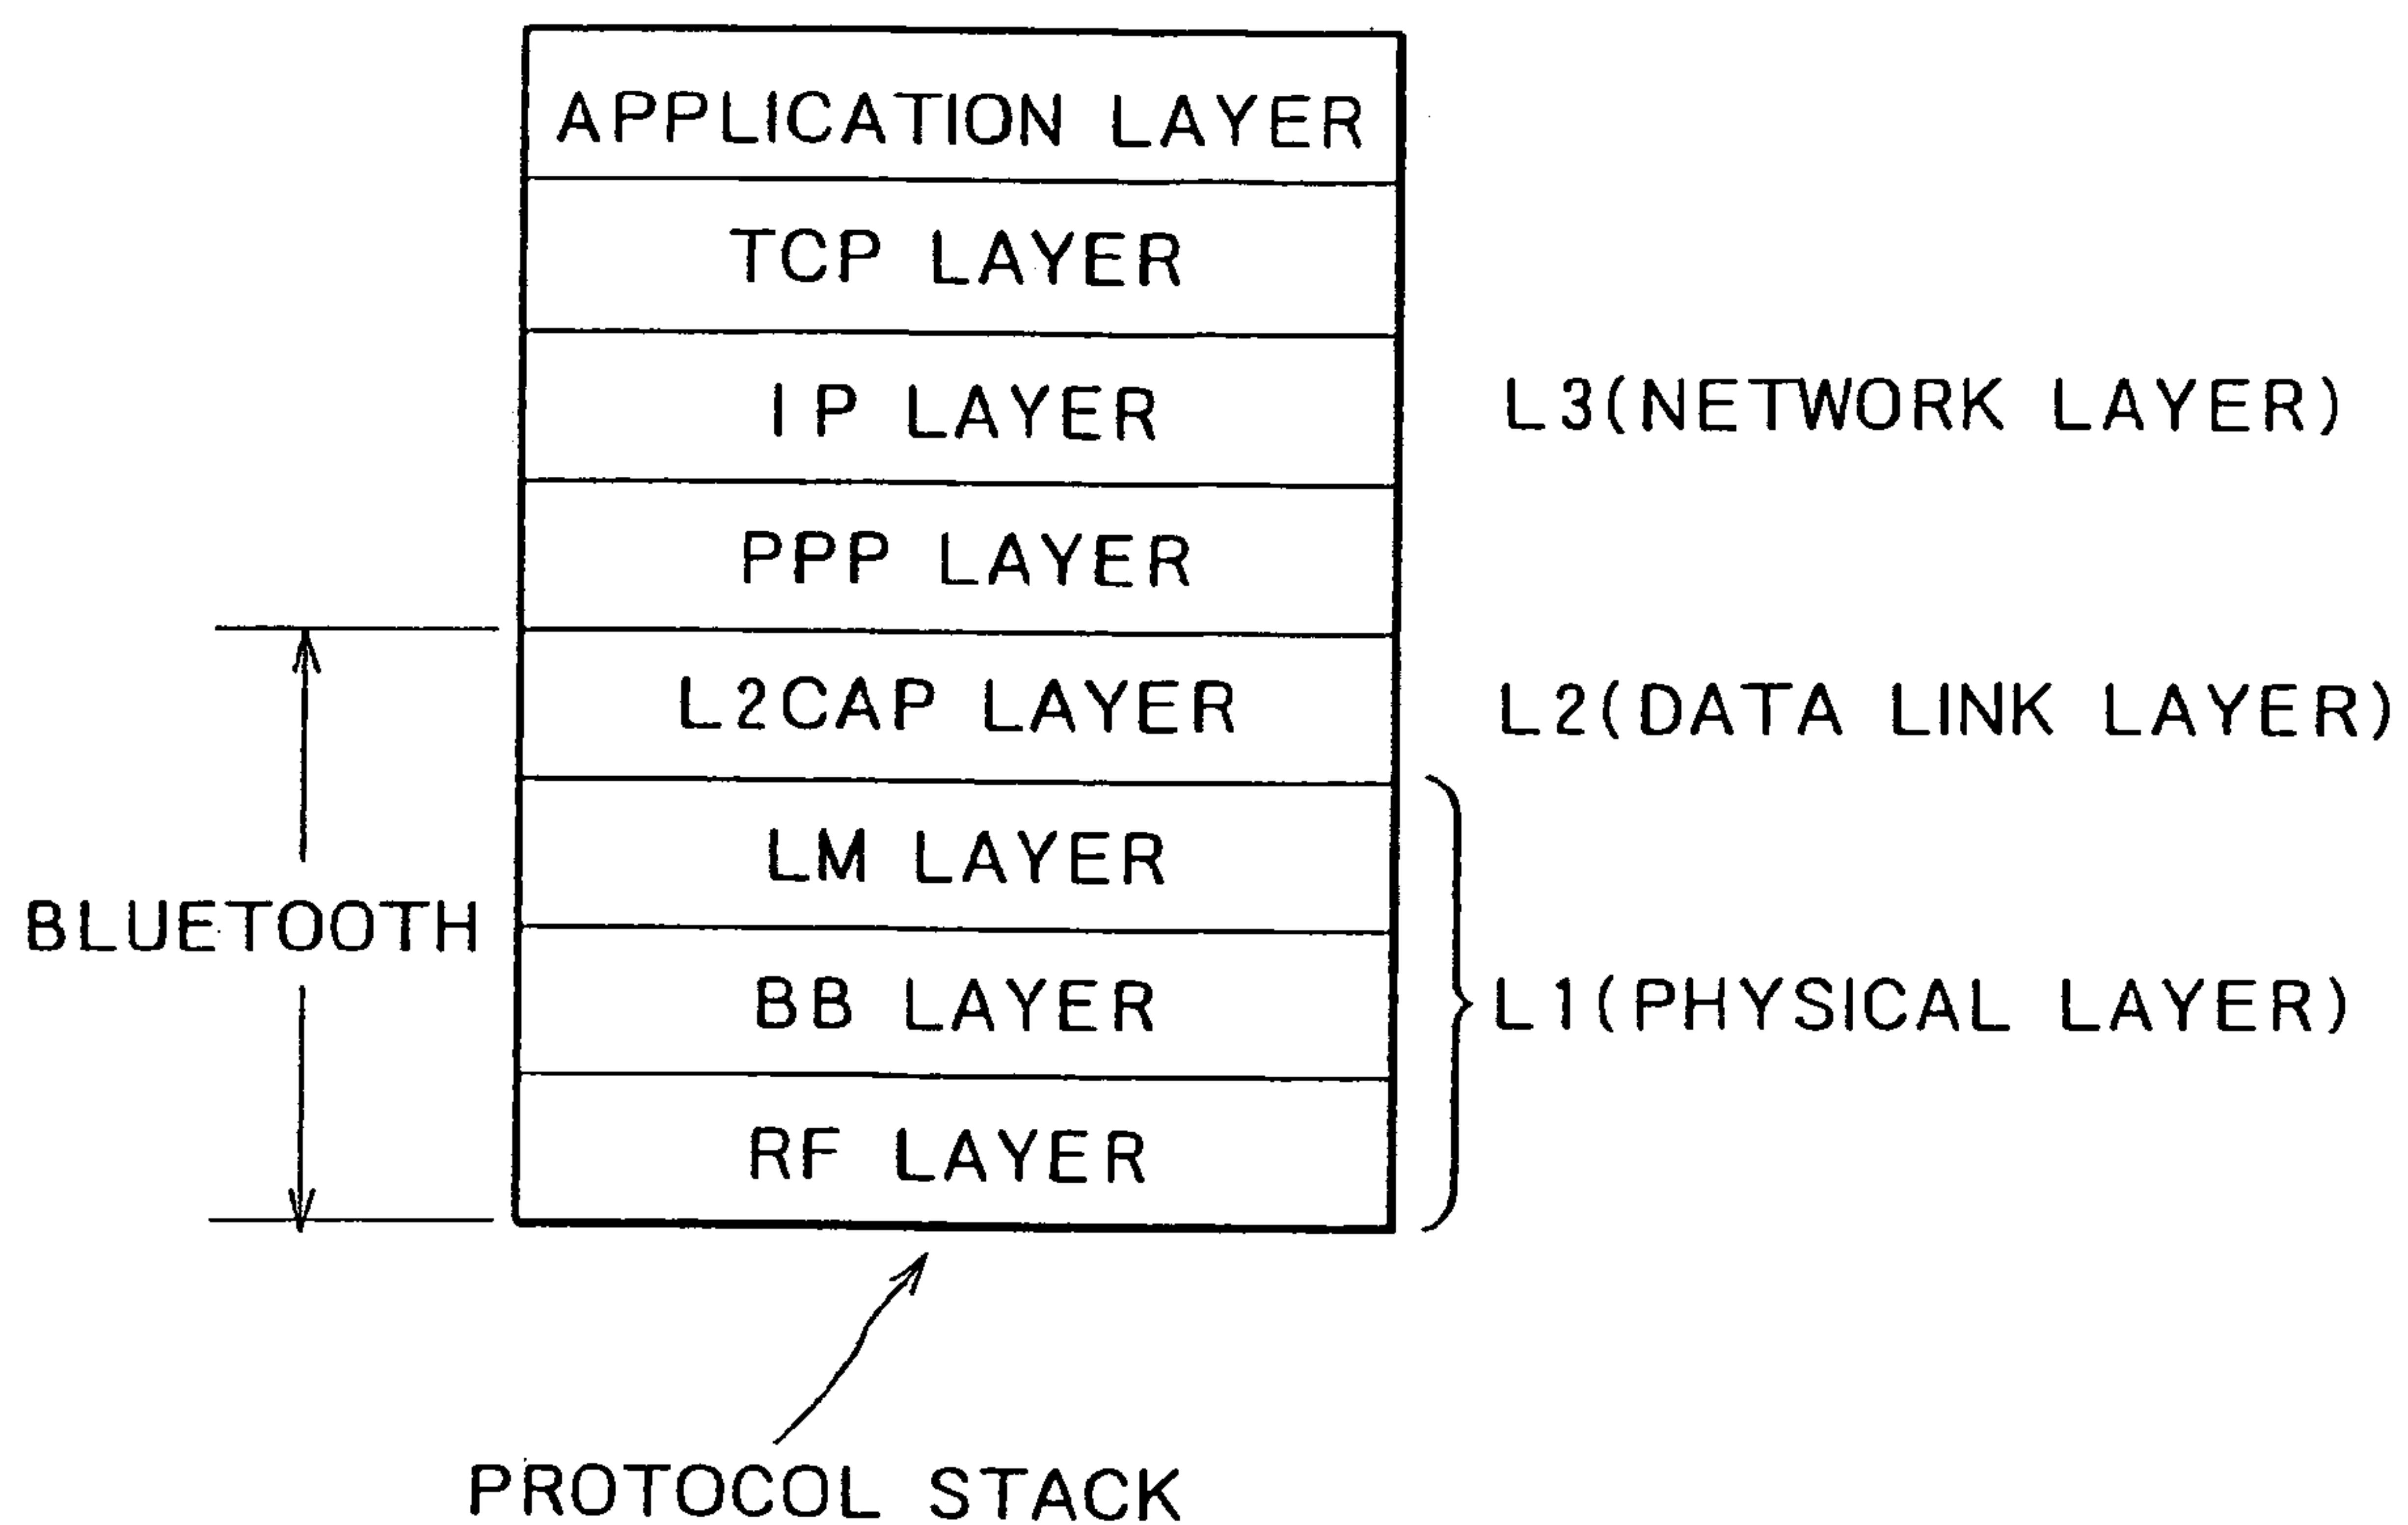 APPLICATION LAYER
TCP LAYER
IP LAYER
L3(NETWORK LAYER)
PPP LAYER
L2CAP LAYER
L2(DATA LINK LAYER)
LM LAYER
BLUETOOTH
BB LAYER
L1(PHYSICAL LAYER)
RF LAYER
PROTOCOL STACK